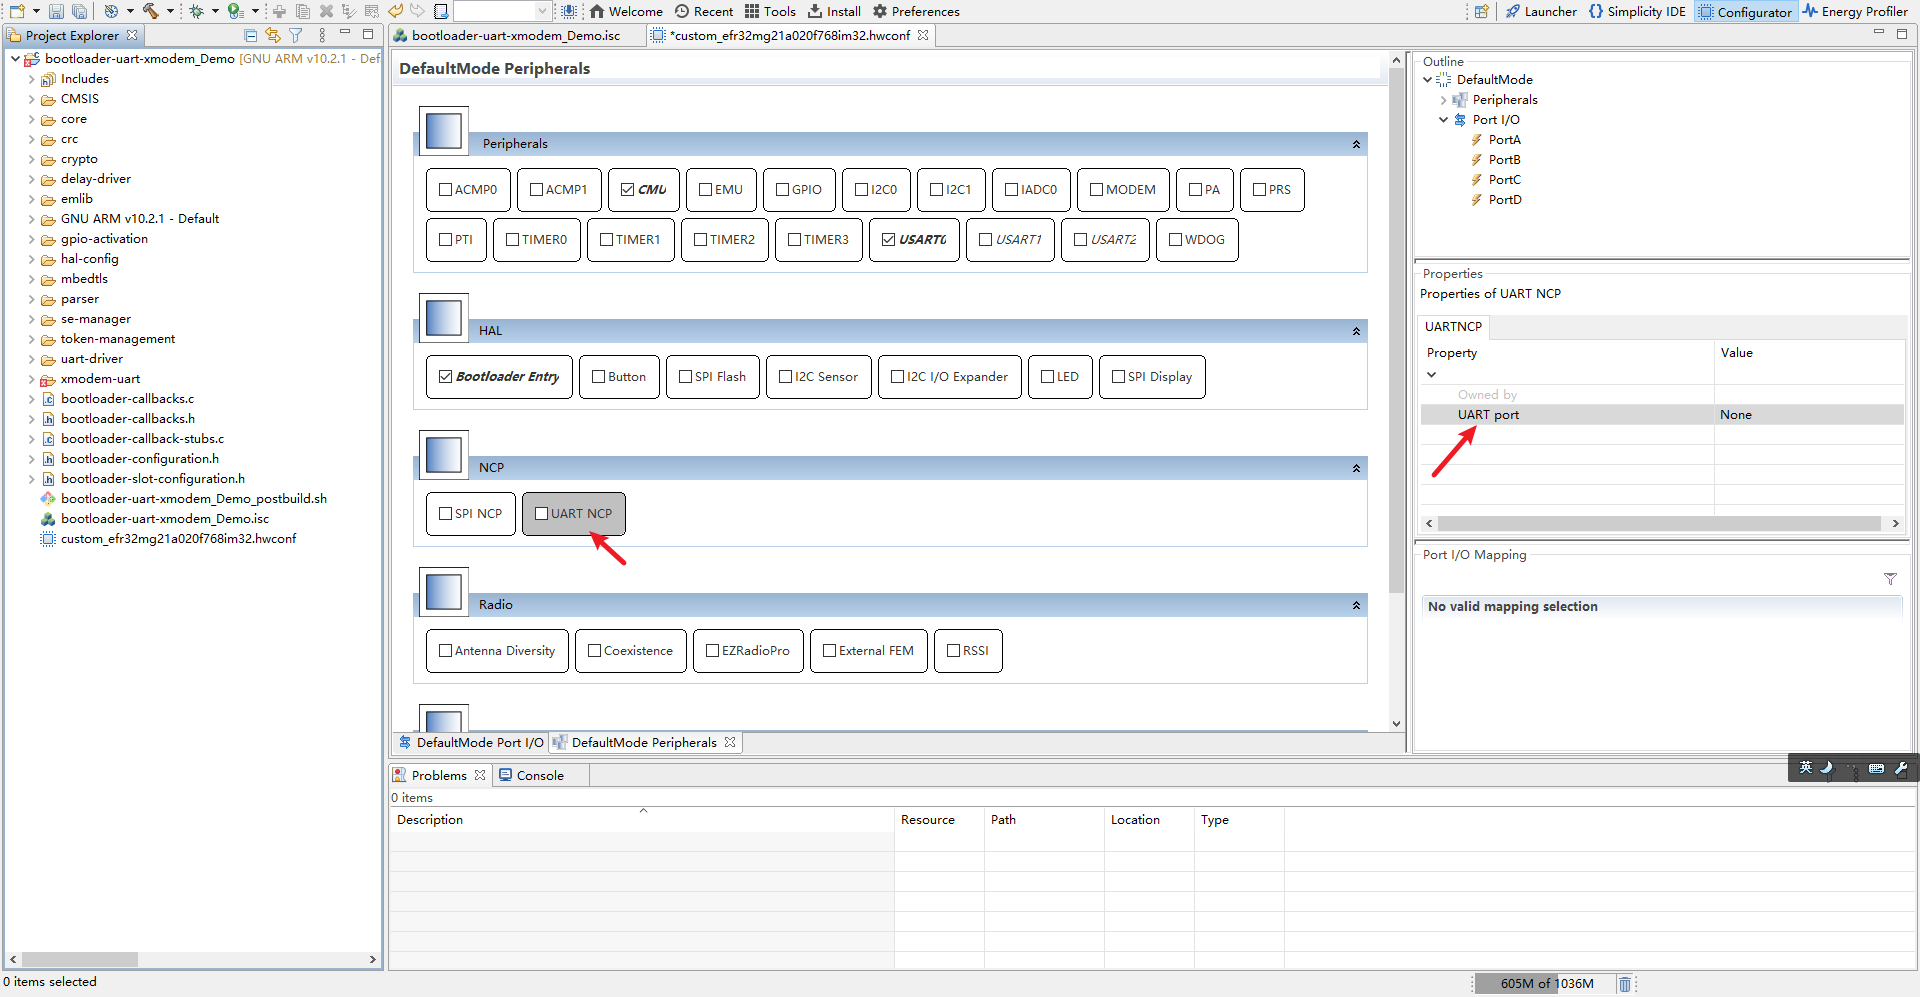 Welcome Recent Tools Install Preferences Launcher Simplicity IDE Configurator Energy Profiler
Project Explorer
bootloader-uart-xmodem_Demo [GNU ARM v10.2.1 - Def
Includes
CMSIS
core
crc
crypto
delay-driver
emlib
GNU ARM v10.2.1 - Default
gpio-activation
hal-config
mbedtls
parser
se-manager
token-management
uart-driver
xmodem-uart
bootloader-callbacks.c
bootloader-callbacks.h
bootloader-callback-stubs.c
bootloader-configuration.h
bootloader-slot-configuration.h
bootloader-uart-xmodem_Demo_postbuild.sh
bootloader-uart-xmodem_Demo.isc
custom_efr32mg21a020f768im32.hwconf
bootloader-uart-xmodem_Demo.isc *custom_efr32mg21a020f768im32.hwconf
DefaultMode Peripherals
Peripherals
ACMP0 ACMP1 CMU EMU GPIO I2C0 I2C1 IADC0 MODEM PA PRS
PTI TIMER0 TIMER1 TIMER2 TIMER3 USART0 USART1 USART2 WDOG
HAL
Bootloader Entry Button SPI Flash I2C Sensor I2C I/O Expander LED SPI Display
NCP
SPI NCP UART NCP
Radio
Antenna Diversity Coexistence EZRadioPro External FEM RSSI
DefaultMode Port I/O DefaultMode Peripherals
Outline
DefaultMode
Peripherals
Port I/O
PortA
PortB
PortC
PortD
Properties
Properties of UART NCP
UARTNCP
Property Value
Owned by
UART port None
Port I/O Mapping
No valid mapping selection
英
Problems Console
0 items
Description Resource Path Location Type
0 items selected
605M of 1036M